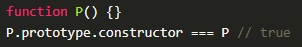 function P() {}
P.prototype.constructor === P // true